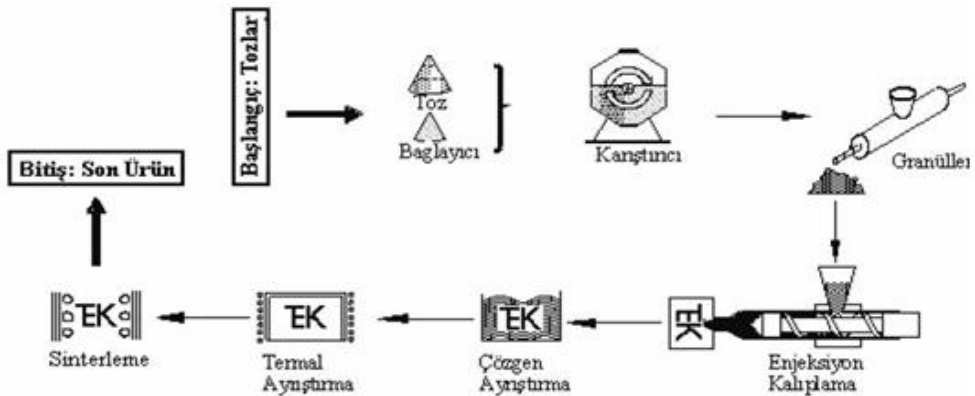 Başlangıç: Tozlar
Toz
Bağlayıcı
Karıştırıcı
Granüller
Enjeksiyon
Kalıplama
TEK
Çözgen
Ayrıştırma
TEK
Termal
Ayrıştırma
TEK
Sinterleme
TEK
Bitiş: Son Ürün